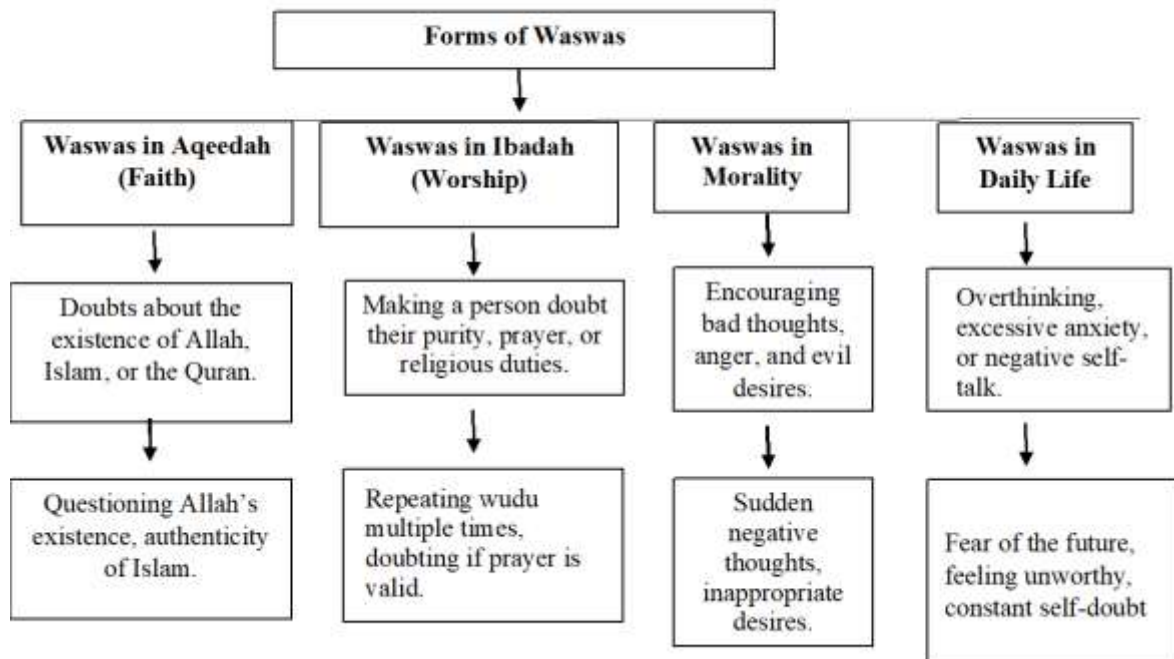 Forms of Waswas
Waswas in Aqeedah
(Faith)
Waswas in Ibadah
(Worship)
Waswas in
Morality
Waswas in
Daily Life
Doubts about the
existence of Allah,
Islam, or the Quran.
Making a person doubt
their purity, prayer, or
religious duties.
Encouraging
bad thoughts,
anger, and evil
desires.
Overthinking,
excessive anxiety,
or negative self-
talk.
Questioning Allah’s
existence, authenticity
of Islam.
Repeating wudu
multiple times,
doubting if prayer is
valid.
Sudden
negative
thoughts,
inappropriate
desires.
Fear of the future,
feeling unworthy,
constant self-doubt